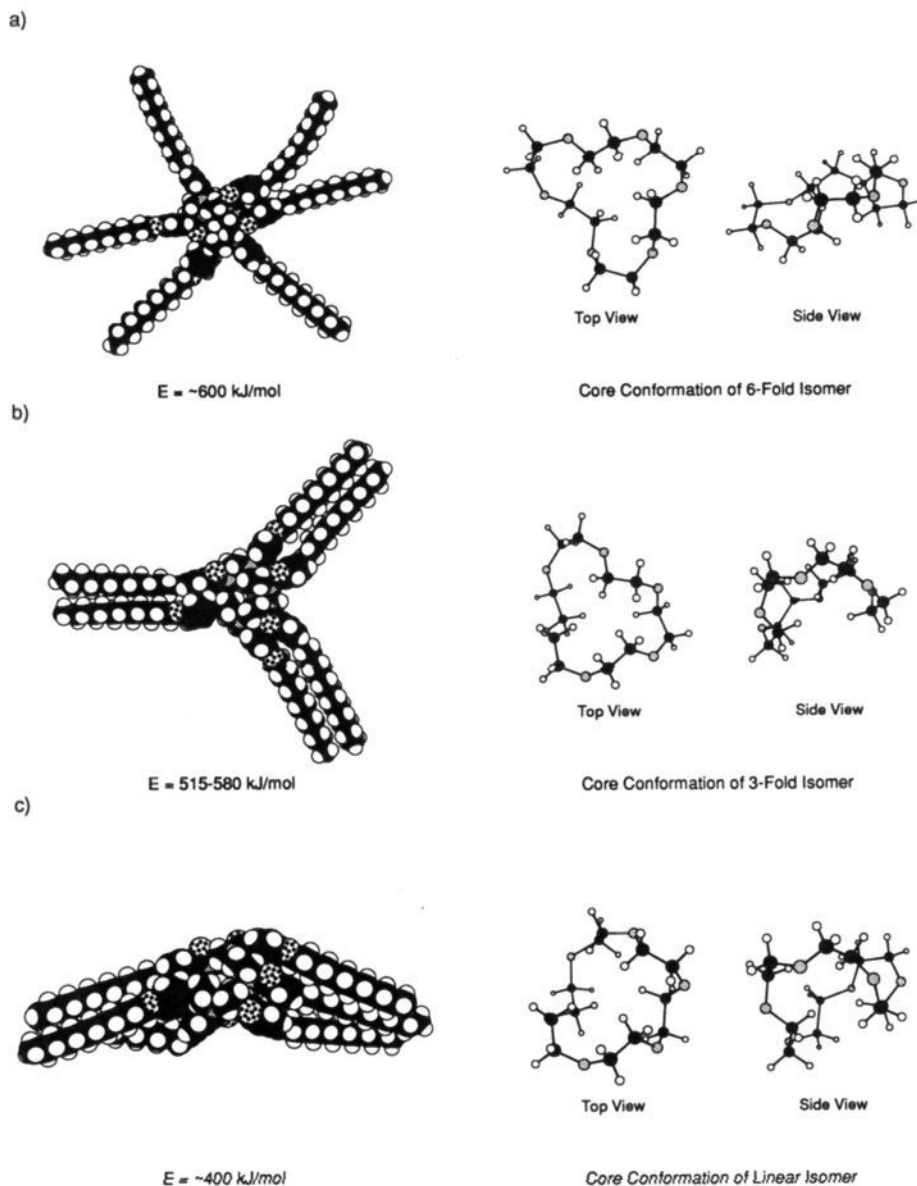 a)
Top View
Side View
E = ~600 kJ/mol
Core Conformation of 6-Fold Isomer
b)
Top View
Side View
E = 515-580 kJ/mol
Core Conformation of 3-Fold Isomer
c)
Top View
Side View
E = ~400 kJ/mol
Core Conformation of Linear Isomer